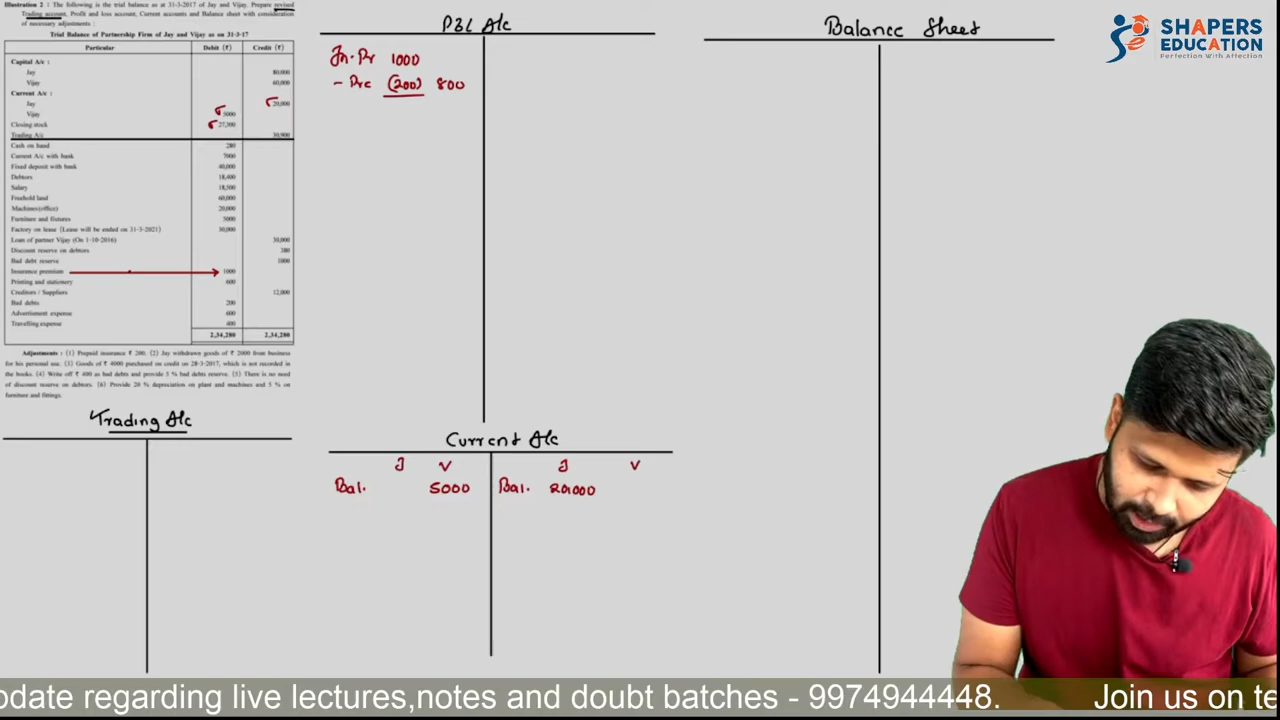 Illustration 2 : The following is the trial balance as at 31-3-2017 of Jay and Vijay. Prepare revised
Trading account, Profit and loss account, Current accounts and Balance sheet with consideration
of necessary adjustments :
Trial Balance of Partnership Firm of Jay and Vijay as on 31-3-17
Particular Debit (₹) Credit (₹)
Capital A/c :
Jay 80,000
Vijay 60,000
Current A/c :
Jay 20,000
Vijay 5000
Closing stock 27,300
Trading A/c 30,900
Cash on hand 280
Current A/c with bank 7000
Fixed deposit with bank 40,000
Debtors 18,400
Salary 18,500
Freehold land 60,000
Machines(office) 20,000
Furniture and fixtures 5000
Factory on lease (Lease will be ended on 31-3-2021) 30,000
Loan of partner Vijay (On 1-10-2016) 30,000
Discount reserve on debtors 380
Bad debt reserve 1000
Insurance premium 1000
Printing and stationery 600
Creditors / Suppliers 12,000
Bad debts 200
Advertisment expense 600
Travelling expense 400
2,34,280 2,34,280
Adjustments : (1) Prepaid insurance ₹ 200. (2) Jay withdrawn goods of ₹ 2000 from business
for his personal use. (3) Goods of ₹ 4000 purchased on credit on 28-3-2017, which is not recorded in
the books. (4) Write off ₹ 400 as bad debts and provide 5 % bad debts reserve. (5) There is no need
of discount reserve on debtors. (6) Provide 20 % depreciation on plant and machines and 5 % on
furniture and fittings.
Trading A/c
P&L A/c
In. Pr 1000
- Pre (200) 800
Current A/c
J V J V
Bal. 5000 Bal. 20,000
Balance Sheet
SHAPERS
EDUCATION
Perfection With Affection
pdate regarding live lectures,notes and doubt batches - 9974944448. Join us on te